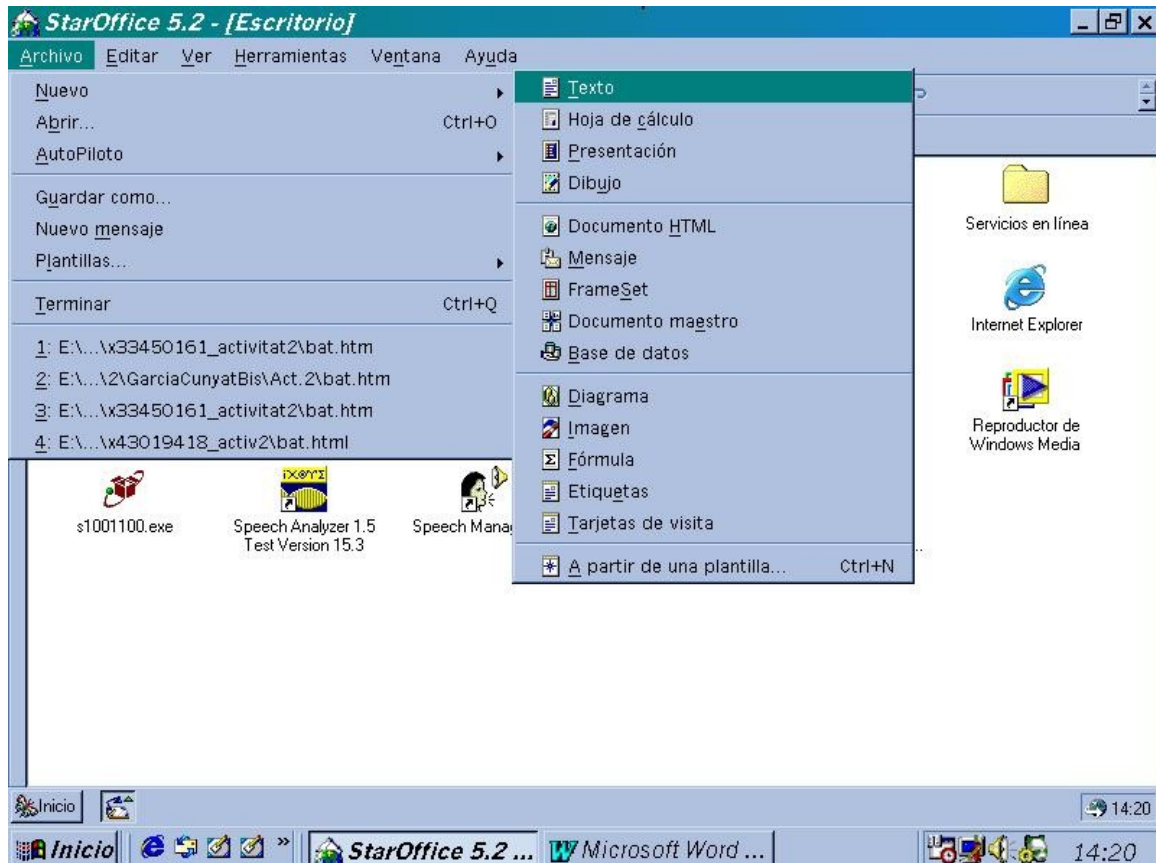 StarOffice 5.2 - [Escritorio]
Archivo Editar Ver Herramientas Ventana Ayuda
Nuevo
Abrir... Ctrl+O
AutoPiloto
Guardar como...
Nuevo mensaje
Plantillas...
Terminar Ctrl+Q
1: E:\...\x33450161_activitat2\bat.htm
2: E:\...\2\GarciaCunyatBis\Act.2\bat.htm
3: E:\...\x33450161_activitat2\bat.htm
4: E:\...\x43019418_activ2\bat.html
Texto
Hoja de cálculo
Presentación
Dibujo
Documento HTML
Mensaje
FrameSet
Documento maestro
Base de datos
Diagrama
Imagen
Fórmula
Etiquetas
Tarjetas de visita
A partir de una plantilla... Ctrl+N
Servicios en línea
Internet Explorer
Reproductor de
Windows Media
s1001100.exe
Speech Analyzer 1.5
Test Version 15.3
Speech Mana
Inicio 14:20
Inicio » StarOffice 5.2 ... Microsoft Word ... 14:20